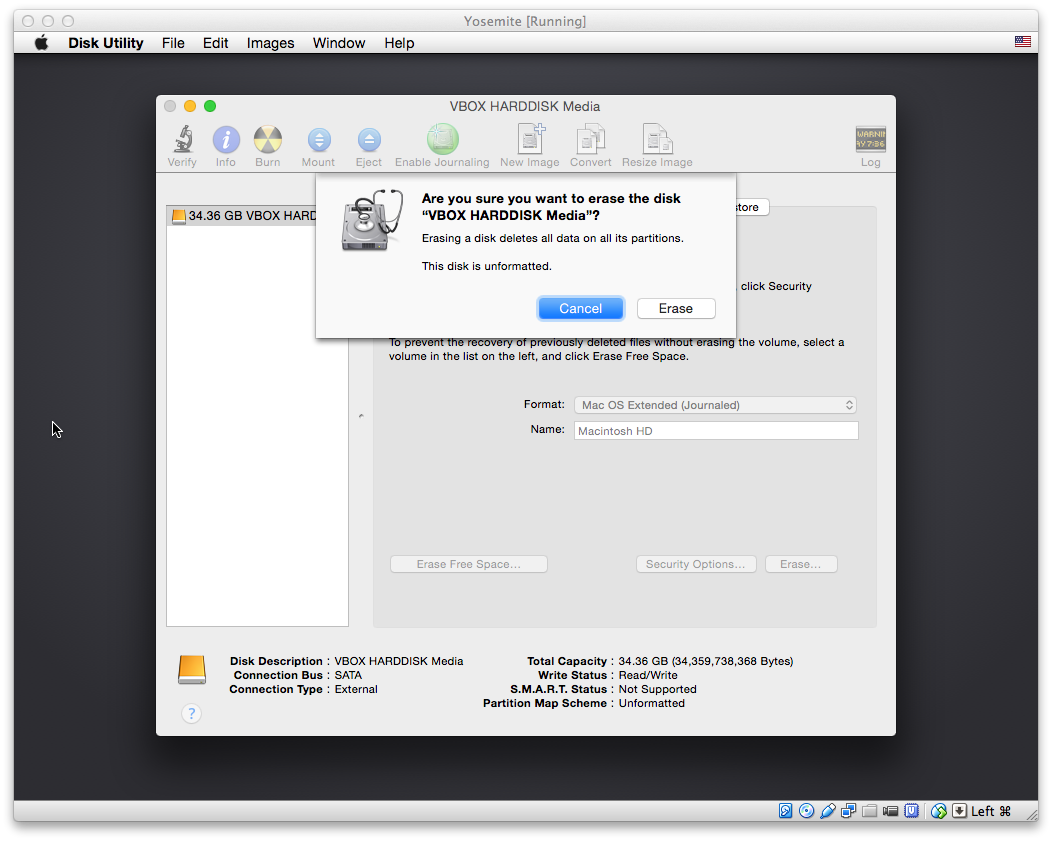 Yosemite [Running]
Disk Utility File Edit Images Window Help
VBOX HARDDISK Media
WARNIN
AY 7:36
Verify Info Burn Mount Eject Enable Journaling New Image Convert Resize Image Log
Are you sure you want to erase the disk
“VBOX HARDDISK Media”?
Erasing a disk deletes all data on all its partitions.
This disk is unformatted.
Cancel Erase
34.36 GB VBOX HARD
store
, click Security
To prevent the recovery of previously deleted files without erasing the volume, select a
volume in the list on the left, and click Erase Free Space.
Format: Mac OS Extended (Journaled)
Name: Macintosh HD
Erase Free Space... Security Options... Erase...
Disk Description : VBOX HARDDISK Media
Connection Bus : SATA
Connection Type : External
Total Capacity : 34.36 GB (34,359,738,368 Bytes)
Write Status : Read/Write
S.M.A.R.T. Status : Not Supported
Partition Map Scheme : Unformatted
?
Left ⌘